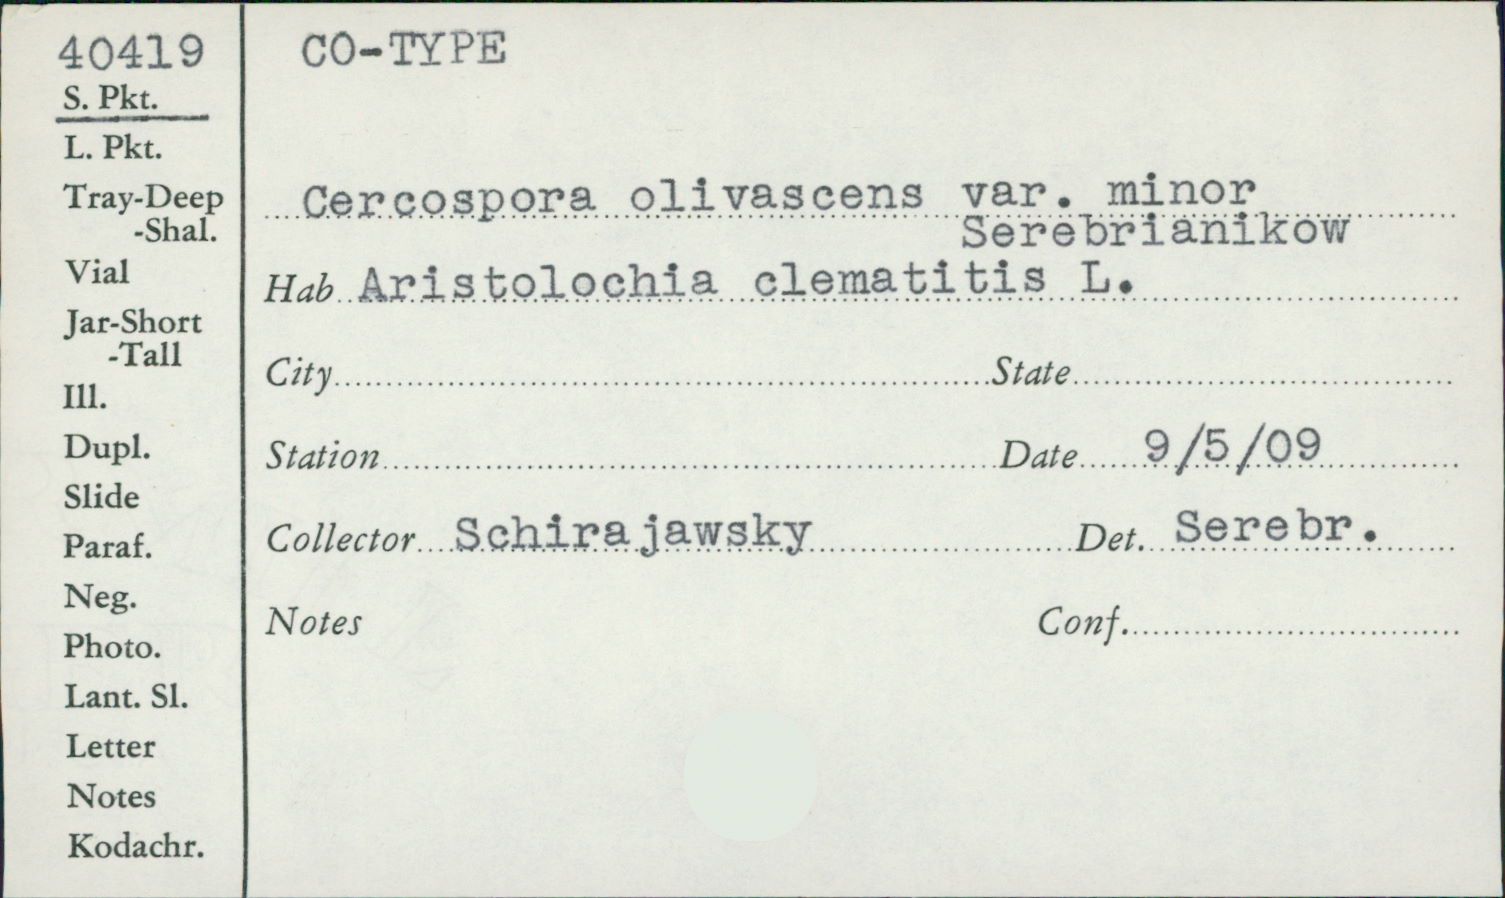 40419
S. Pkt.
L. Pkt.
Tray-Deep
-Shal.
Vial
Jar-Short
-Tall
Ill.
Dupl.
Slide
Paraf.
Neg.
Photo.
Lant. Sl.
Letter
Notes
Kodachr.
CO-TYPE
Cercospora olivascens var. minor
Serebrianikow
Hab Aristolochia clematitis L.
City State
Station Date 9/5/09
Collector Schirajawsky Det. Serebr.
Notes Conf.